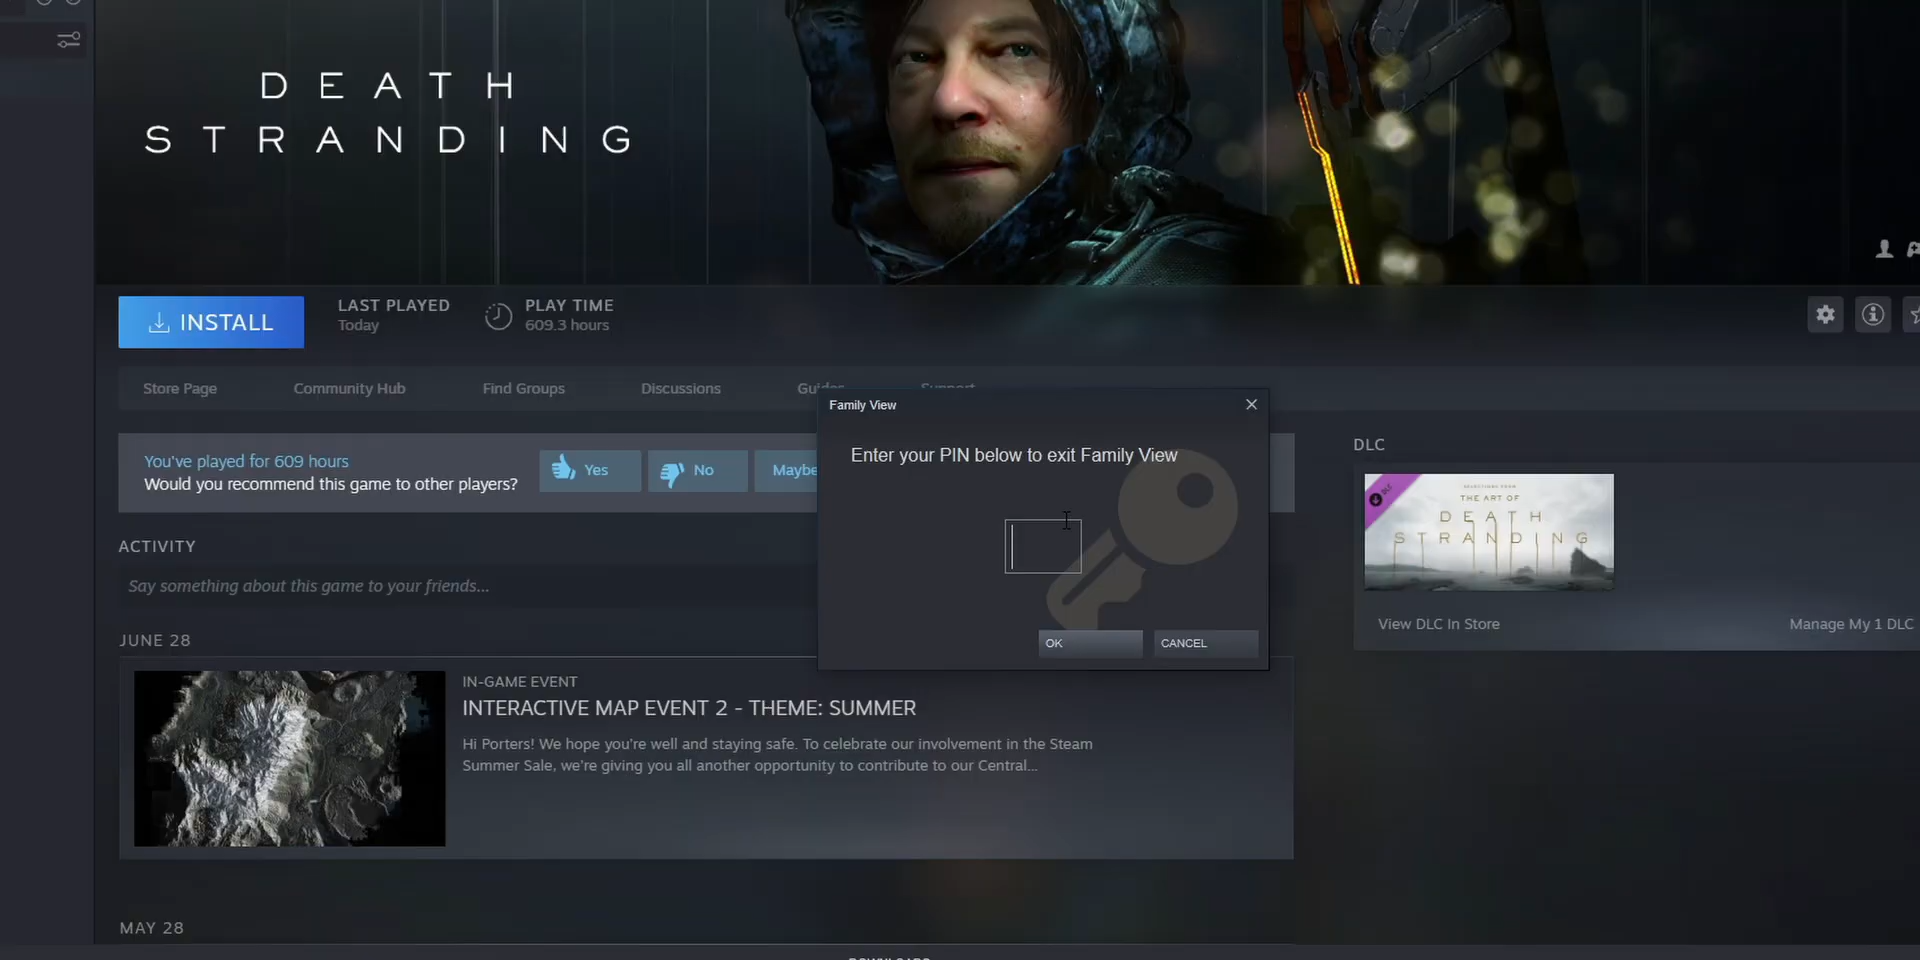 DEATH
STRANDING
INSTALL
LAST PLAYED
Today
PLAY TIME
609.3 hours
Store Page
Community Hub
Find Groups
Discussions
Guides
Support
Family View
Enter your PIN below to exit Family View
OK
CANCEL
You've played for 609 hours
Would you recommend this game to other players?
Yes
No
Maybe
DLC
SELECTIONS FROM
THE ART OF
DEATH
STRANDING
View DLC In Store
Manage My 1 DLC
ACTIVITY
Say something about this game to your friends...
JUNE 28
IN-GAME EVENT
INTERACTIVE MAP EVENT 2 - THEME: SUMMER
Hi Porters! We hope you're well and staying safe. To celebrate our involvement in the Steam
Summer Sale, we're giving you all another opportunity to contribute to our Central...
MAY 28